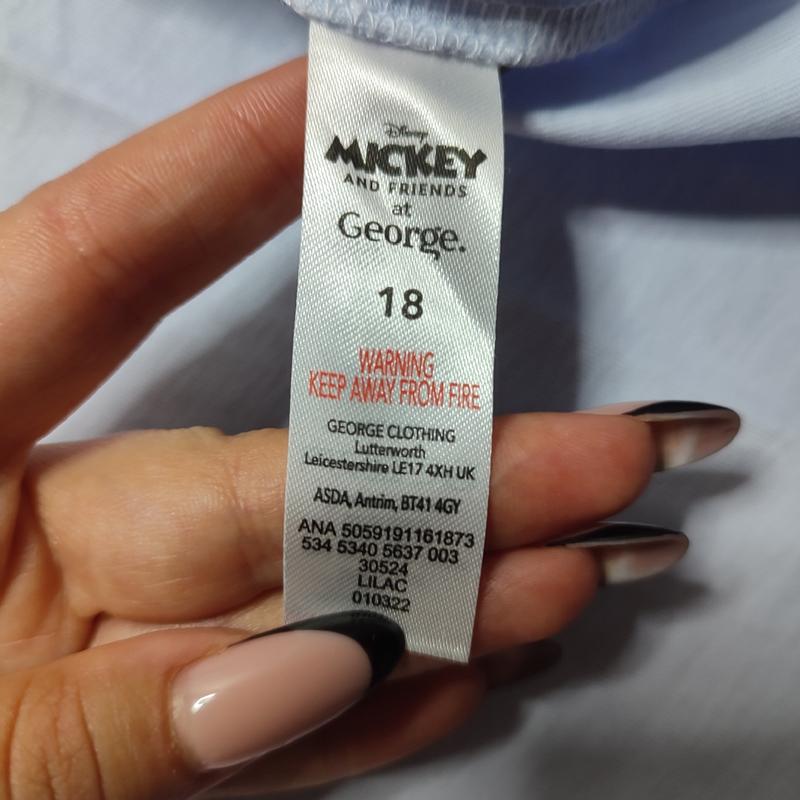 Disney
MICKEY
AND FRIENDS
at
George.
18
WARNING
KEEP AWAY FROM FIRE
GEORGE CLOTHING
Lutterworth
Leicestershire LE17 4XH UK
ASDA, Antrim, BT41 4GY
ANA 5059191161873
534 5340 5637 003
30524
LILAC
010322